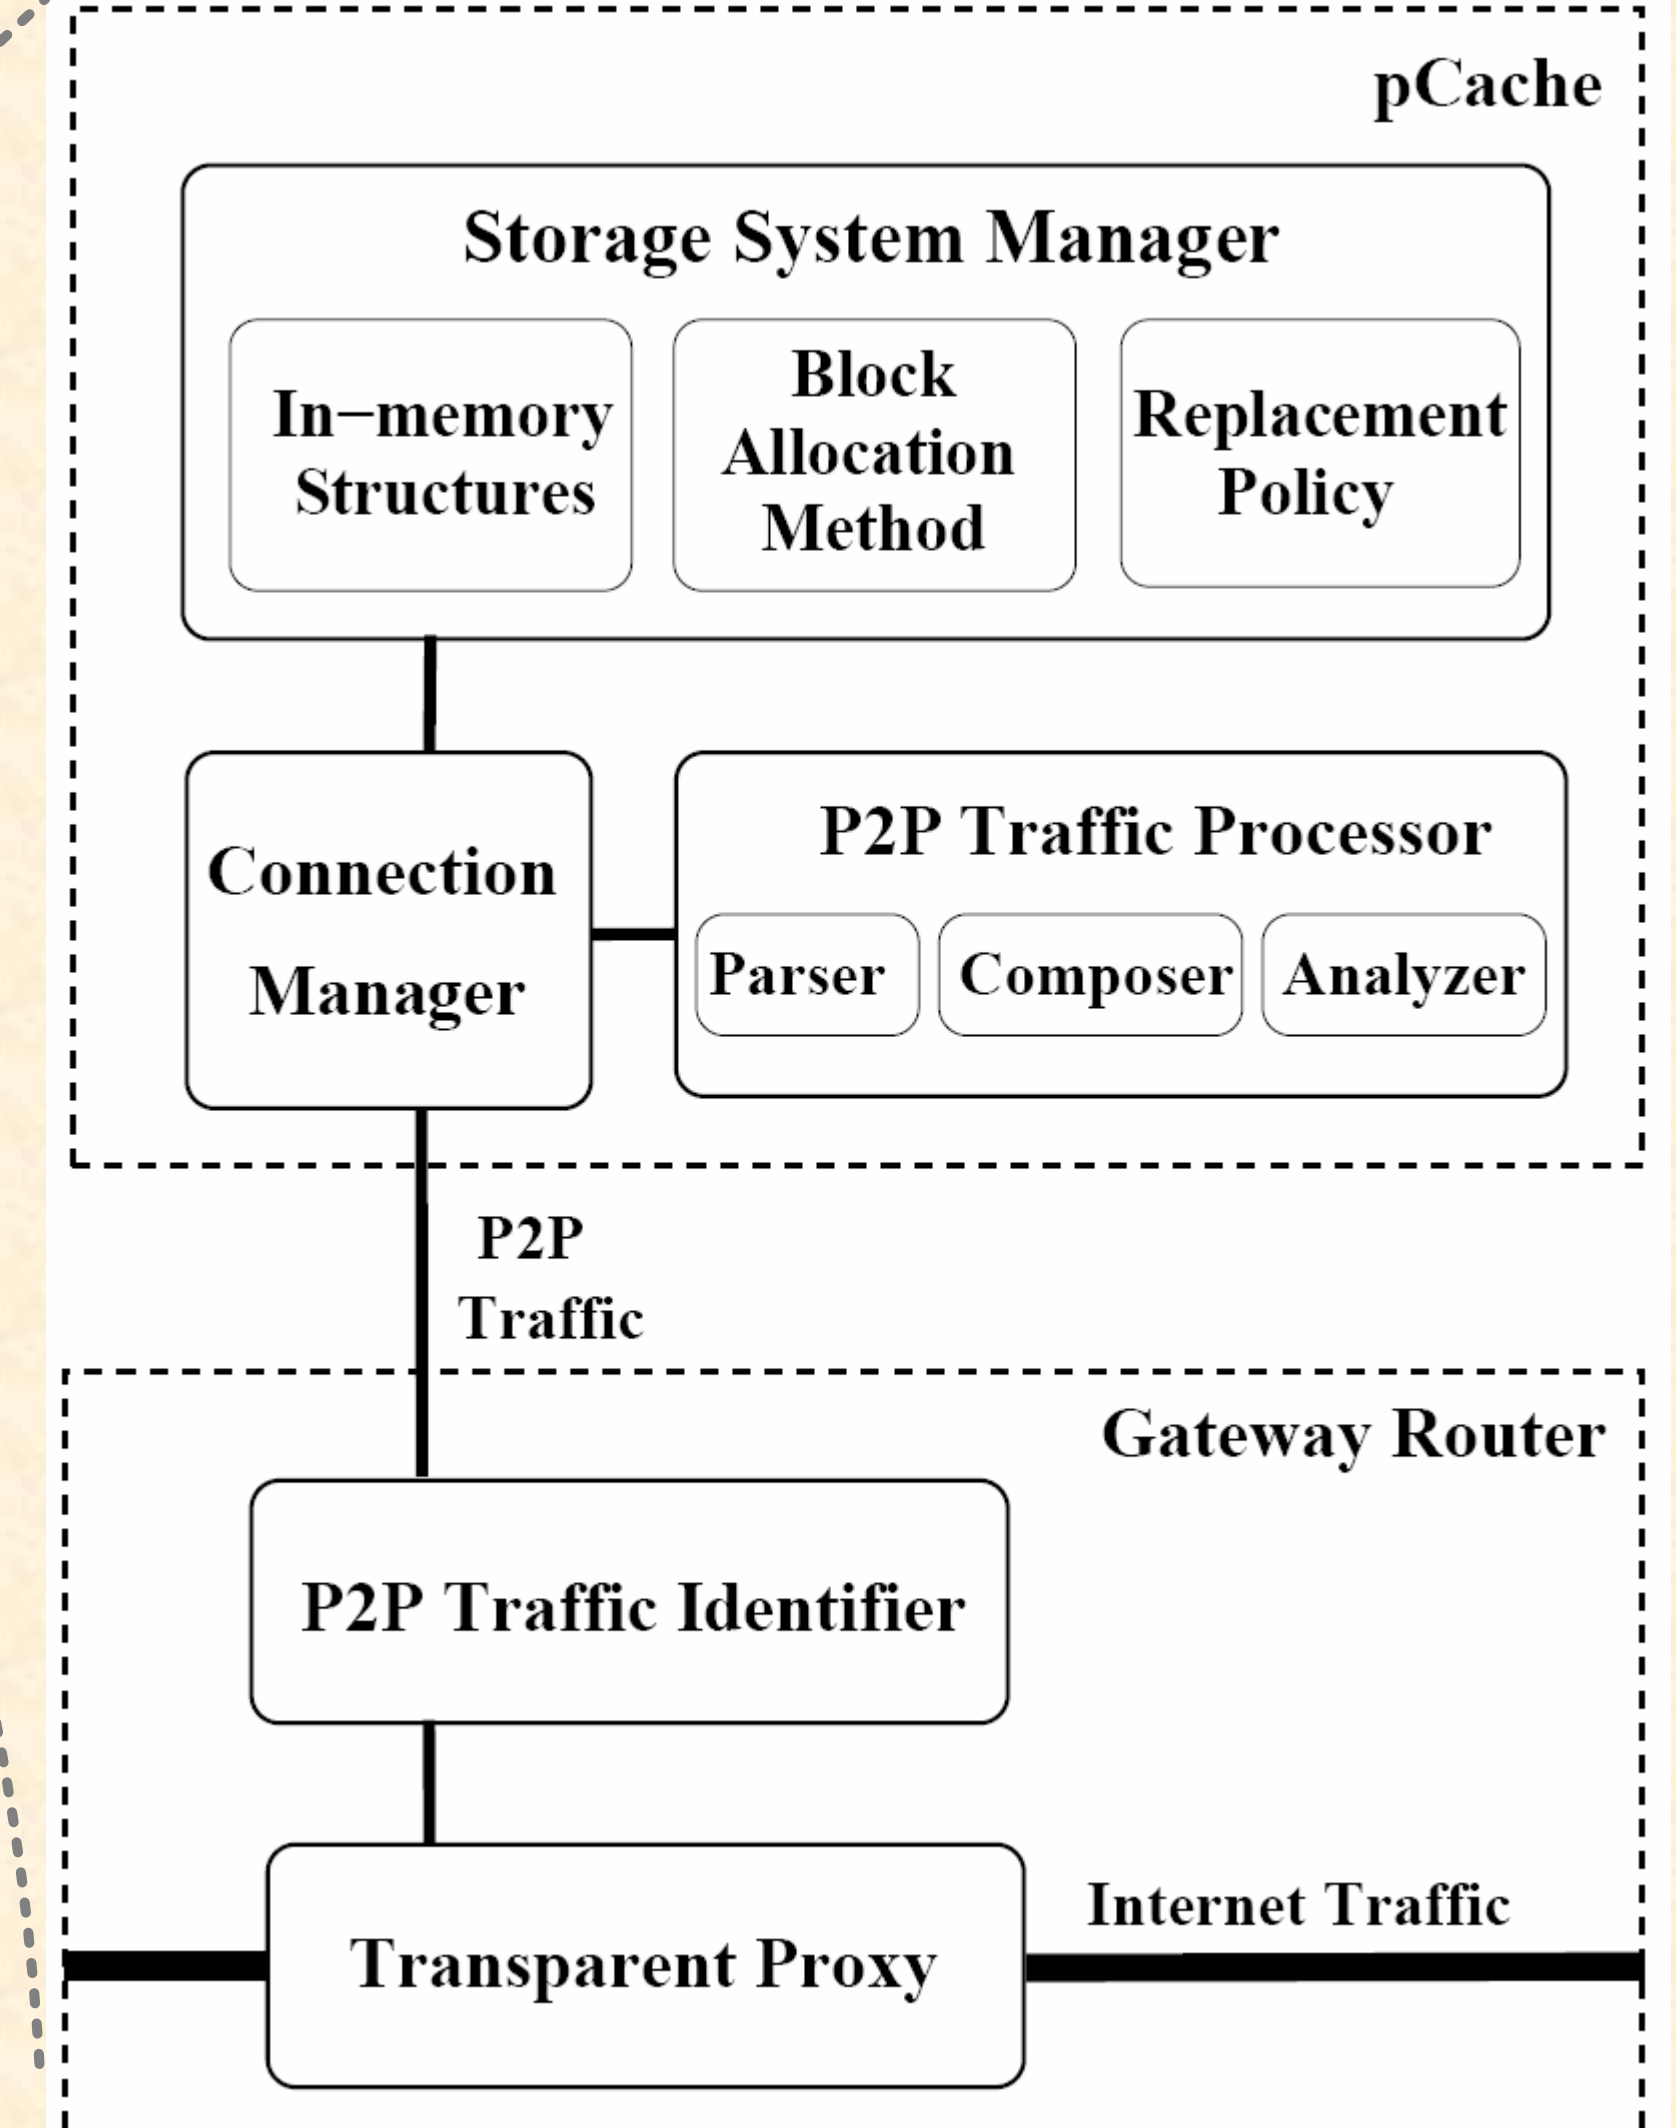 pCache
Storage System Manager
In−memory
Structures
Block
Allocation
Method
Replacement
Policy
Connection
Manager
P2P Traffic Processor
Parser
Composer
Analyzer
P2P
Traffic
Gateway Router
P2P Traffic Identifier
Internet Traffic
Transparent Proxy